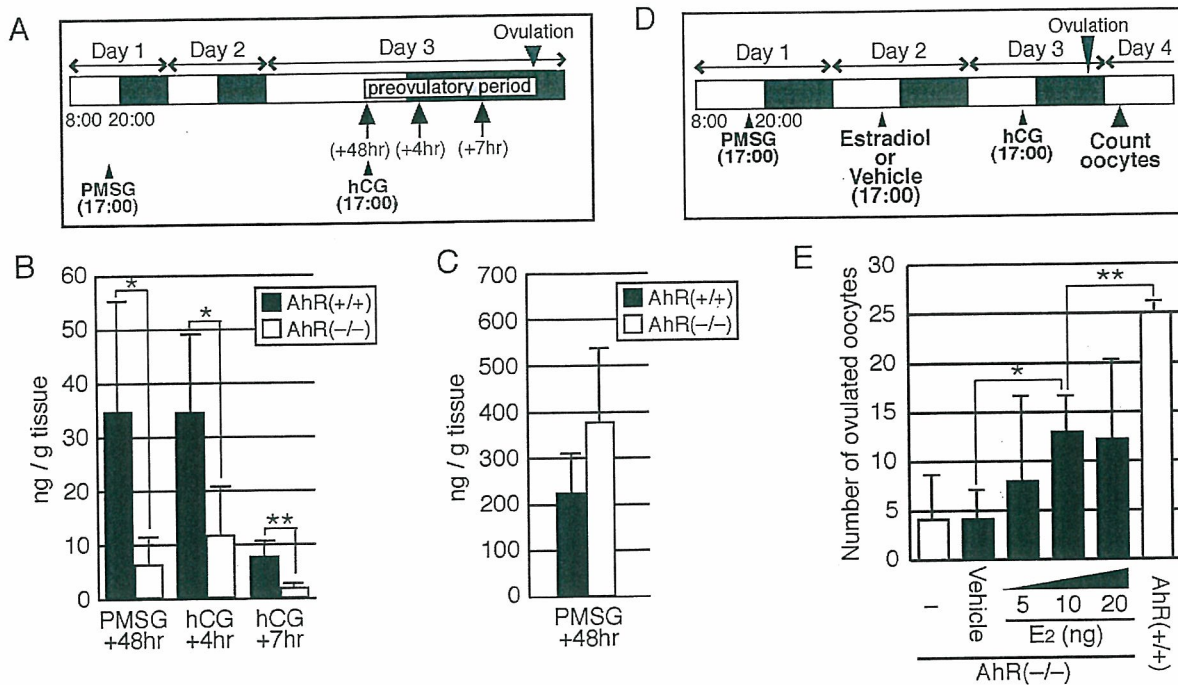 A
Ovulation
Day 1 Day 2 Day 3
preovulatory period
8:00 20:00
(+48hr) (+4hr) (+7hr)
PMSG
(17:00)
hCG
(17:00)
D
Ovulation
Day 1 Day 2 Day 3 Day 4
8:00 20:00
PMSG
(17:00)
Estradiol
or
Vehicle
(17:00)
hCG
(17:00)
Count
oocytes
B
ng / g tissue
60
50
40
30
20
10
0
AhR(+/+)
AhR(−/−)
*
*
**
PMSG
+48hr
hCG
+4hr
hCG
+7hr
C
ng / g tissue
700
600
500
400
300
200
100
0
AhR(+/+)
AhR(−/−)
PMSG
+48hr
E
Number of ovulated oocytes
30
25
20
15
10
5
0
**
*
−
Vehicle
5 10 20
E2 (ng)
AhR(+/+)
AhR(−/−)